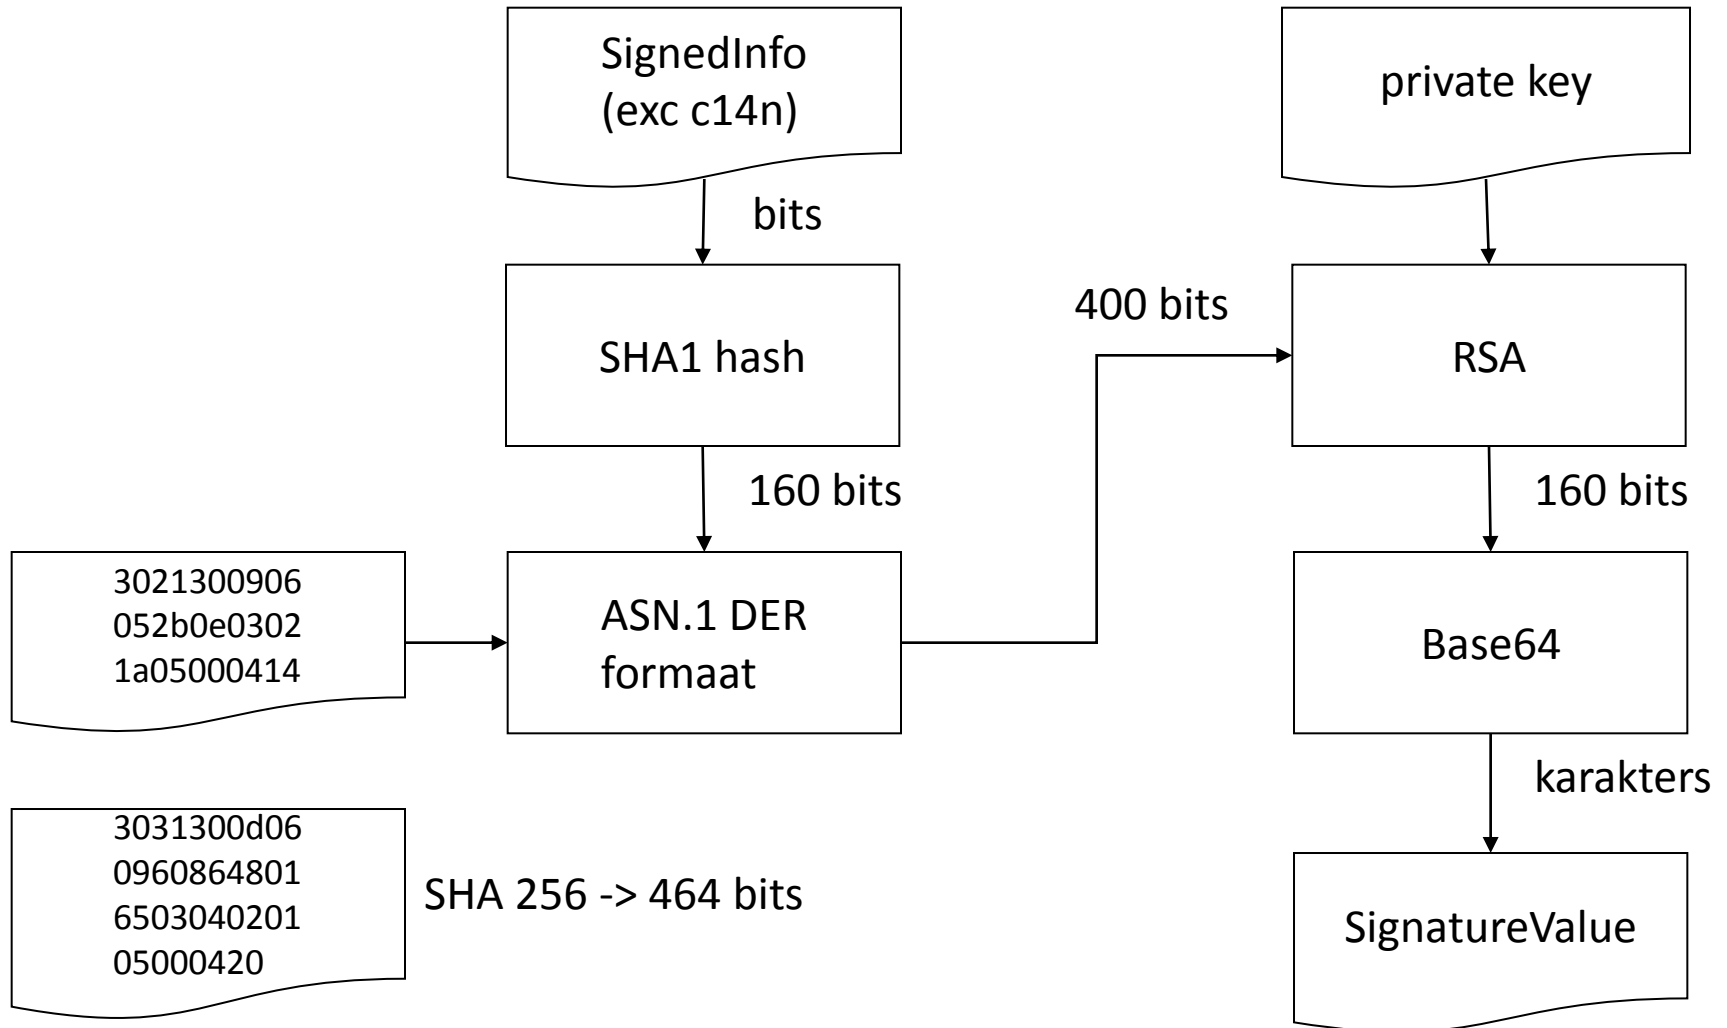 SignedInfo
(exc c14n)
private key
bits
SHA1 hash
400 bits
RSA
160 bits
160 bits
3021300906
052b0e0302
1a05000414
ASN.1 DER
formaat
Base64
karakters
3031300d06
0960864801
6503040201
05000420
SHA 256 -> 464 bits
SignatureValue